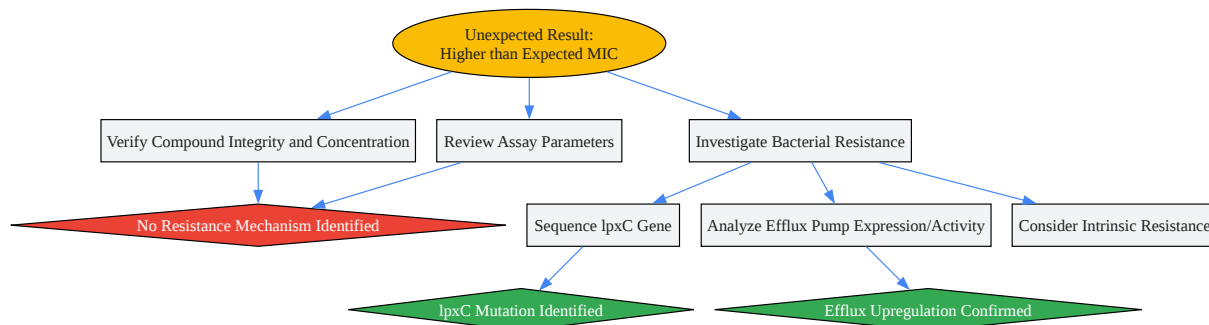 Unexpected Result:
Higher than Expected MIC
Verify Compound Integrity and Concentration
Review Assay Parameters
Investigate Bacterial Resistance
No Resistance Mechanism Identified
Sequence lpxC Gene
Analyze Efflux Pump Expression/Activity
Consider Intrinsic Resistance
lpxC Mutation Identified
Efflux Upregulation Confirmed